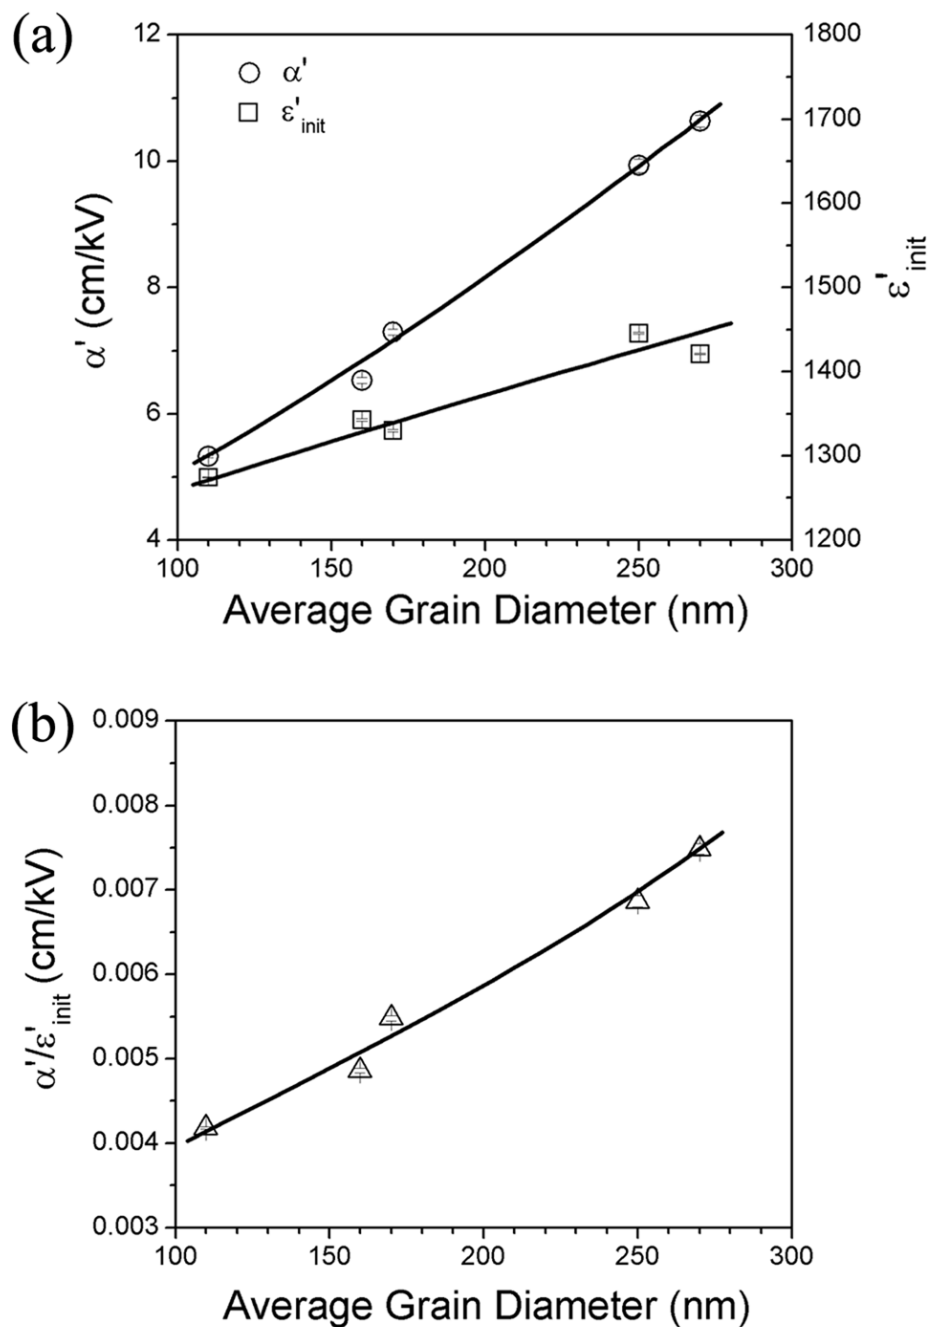 (a)
α'
ε'init
12
10
8
6
4
α' (cm/kV)
1800
1700
1600
1500
1400
1300
1200
ε'init
100 150 200 250 300
Average Grain Diameter (nm)
(b)
0.009
0.008
0.007
0.006
0.005
0.004
0.003
α'/ε'init (cm/kV)
100 150 200 250 300
Average Grain Diameter (nm)